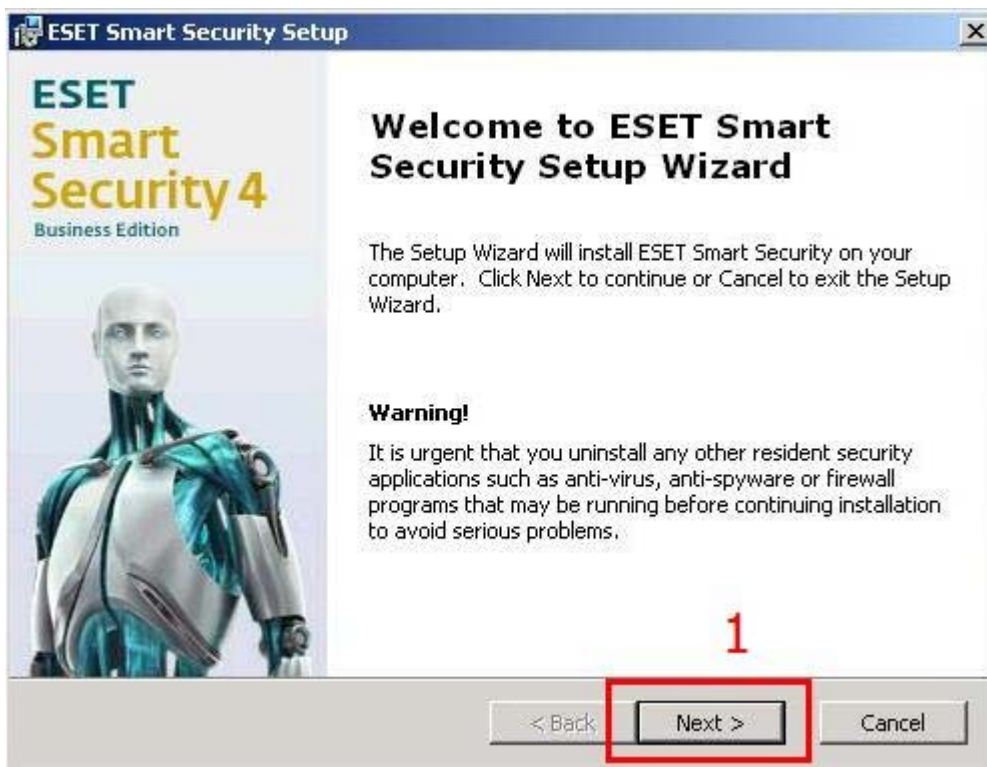 ESET Smart Security Setup
ESET
Smart
Security 4
Business Edition
Welcome to ESET Smart
Security Setup Wizard
The Setup Wizard will install ESET Smart Security on your
computer. Click Next to continue or Cancel to exit the Setup
Wizard.
Warning!
It is urgent that you uninstall any other resident security
applications such as anti-virus, anti-spyware or firewall
programs that may be running before continuing installation
to avoid serious problems.
1
< Back
Next >
Cancel